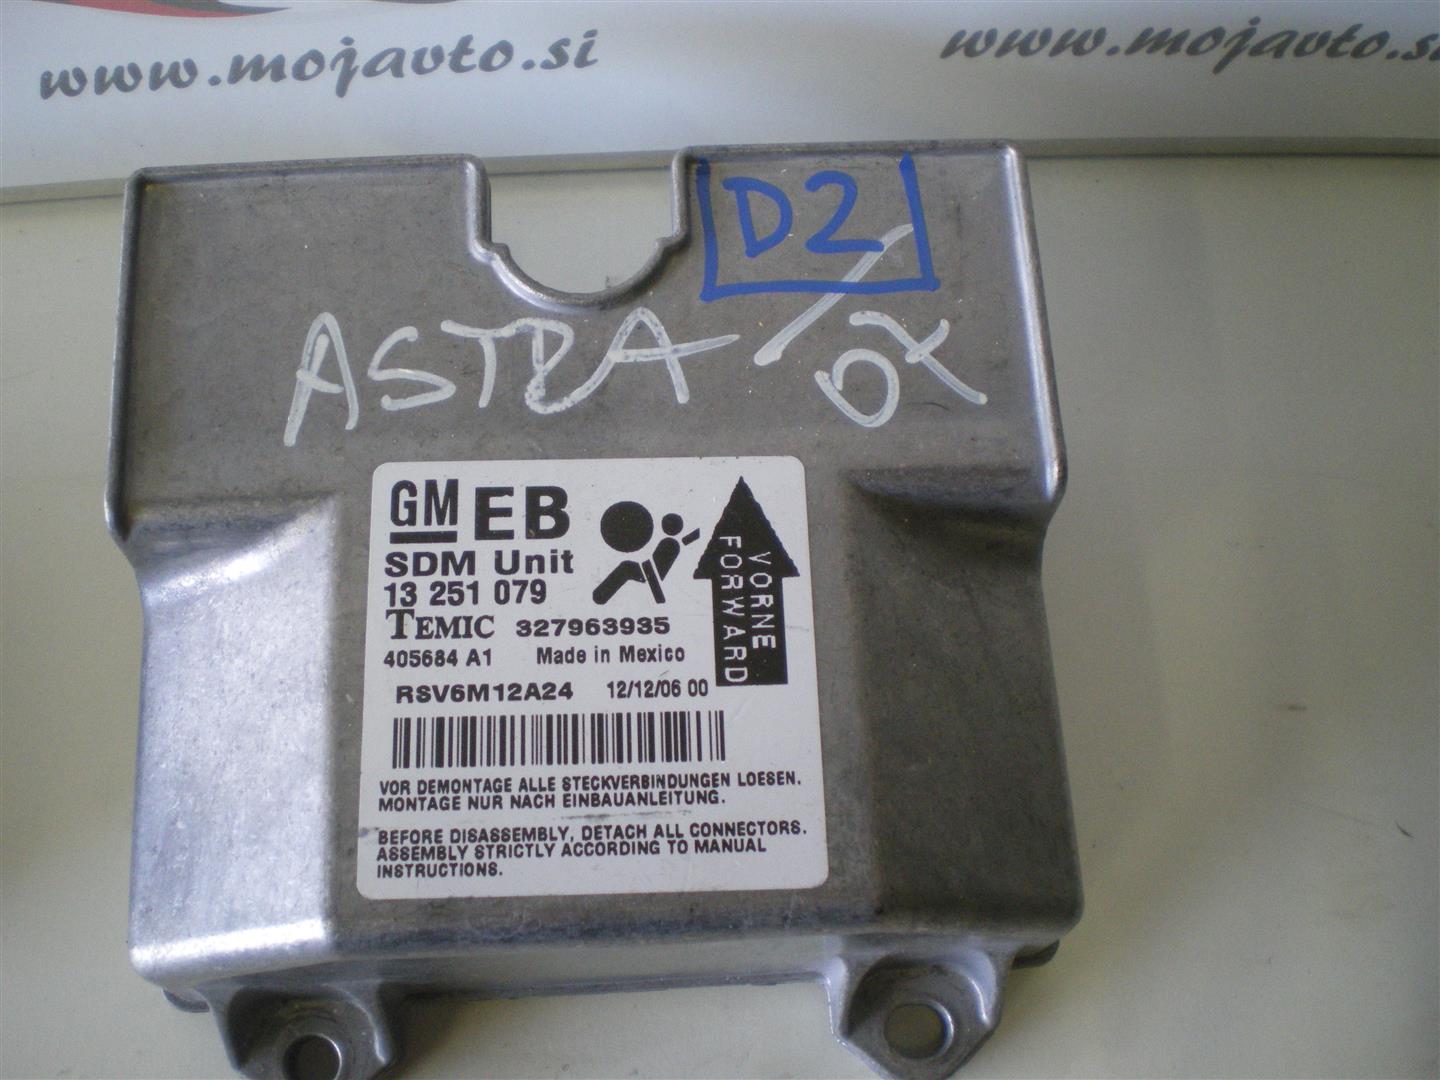 www.mojavto.si
www.mojavto.si
D2
ASTRA / 07
GM EB
SDM Unit
13 251 079
TEMIC 327963935
405684 A1 Made in Mexico
RSV6M12A24 12/12/06 00
VORNE
FORWARD
VOR DEMONTAGE ALLE STECKVERBINDUNGEN LOESEN.
MONTAGE NUR NACH EINBAUANLEITUNG.
BEFORE DISASSEMBLY, DETACH ALL CONNECTORS.
ASSEMBLY STRICTLY ACCORDING TO MANUAL
INSTRUCTIONS.